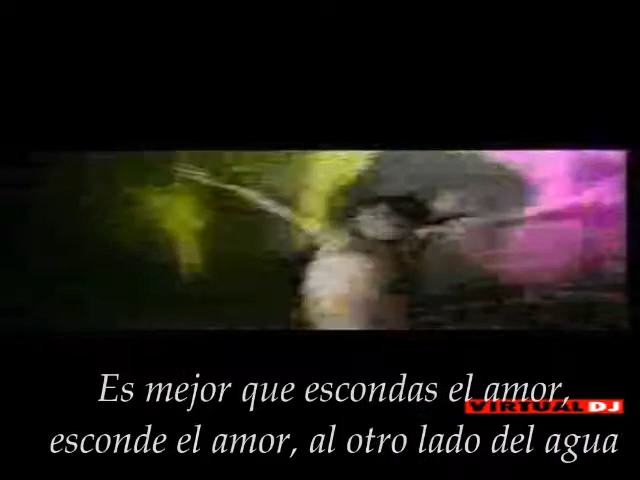 Es mejor que escondas el amor,
VIRTUAL DJ
esconde el amor, al otro lado del agua